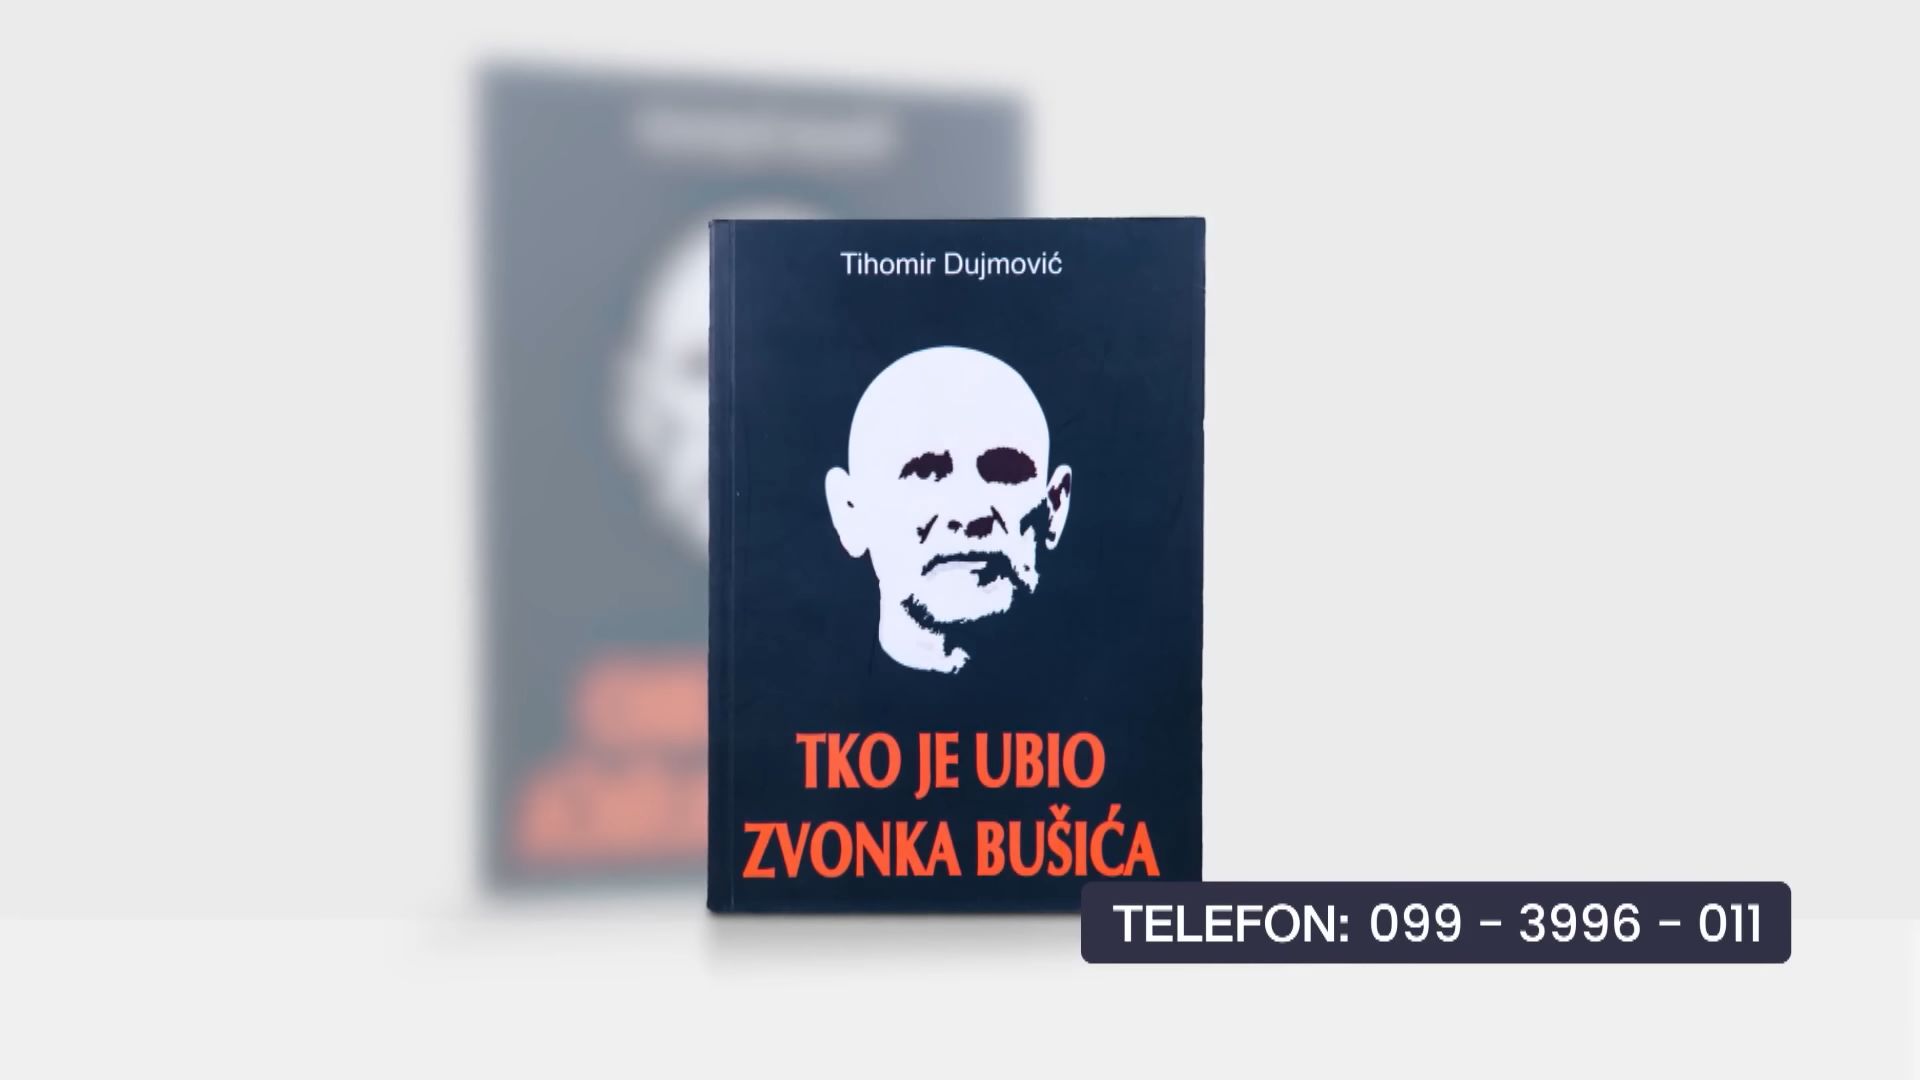 Tihomir Dujmović
TKO JE UBIO
ZVONKA BUŠIĆA
TELEFON: 099 - 3996 - 011